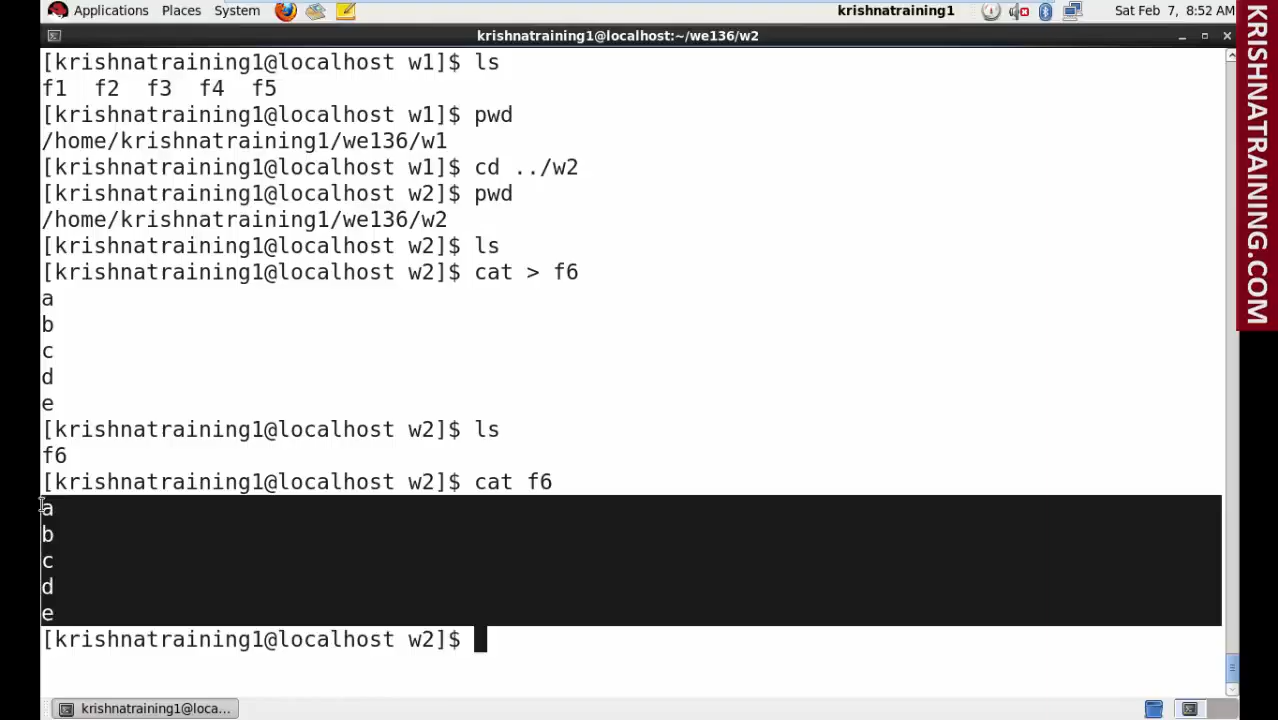 Applications Places System krishnatraining1 Sat Feb 7, 8:52 AM
krishnatraining1@localhost:~/we136/w2
[krishnatraining1@localhost w1]$ ls
f1 f2 f3 f4 f5
[krishnatraining1@localhost w1]$ pwd
/home/krishnatraining1/we136/w1
[krishnatraining1@localhost w1]$ cd ../w2
[krishnatraining1@localhost w2]$ pwd
/home/krishnatraining1/we136/w2
[krishnatraining1@localhost w2]$ ls
[krishnatraining1@localhost w2]$ cat > f6
a
b
c
d
e
[krishnatraining1@localhost w2]$ ls
f6
[krishnatraining1@localhost w2]$ cat f6
a
b
c
d
e
[krishnatraining1@localhost w2]$
krishnatraining1@loca...
KRISHNATRAINING.COM